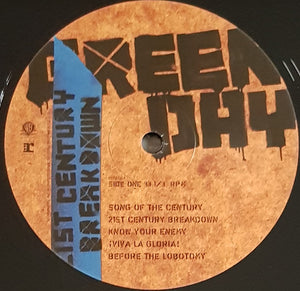 GREEN
DAY
21ST CENTURY
BREAKDOWN
SIDE ONE 33 1/3 RPM
SONG OF THE CENTURY
21ST CENTURY BREAKDOWN
KNOW YOUR ENEMY
¡VIVA LA GLORIA!
BEFORE THE LOBOTOMY